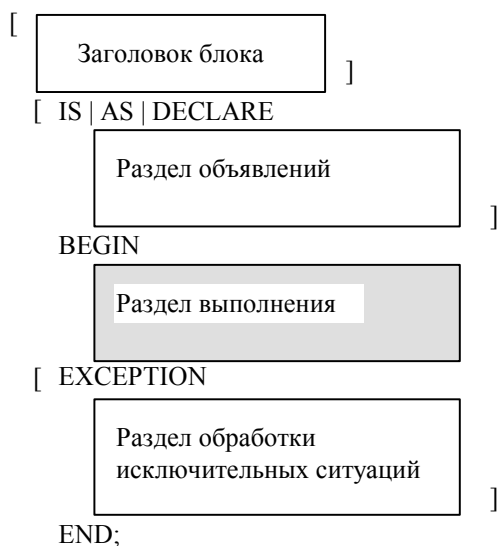 [
Заголовок блока
]
[ IS | AS | DECLARE
Раздел объявлений
]
BEGIN
Раздел выполнения
[ EXCEPTION
Раздел обработки
исключительных ситуаций
]
END;